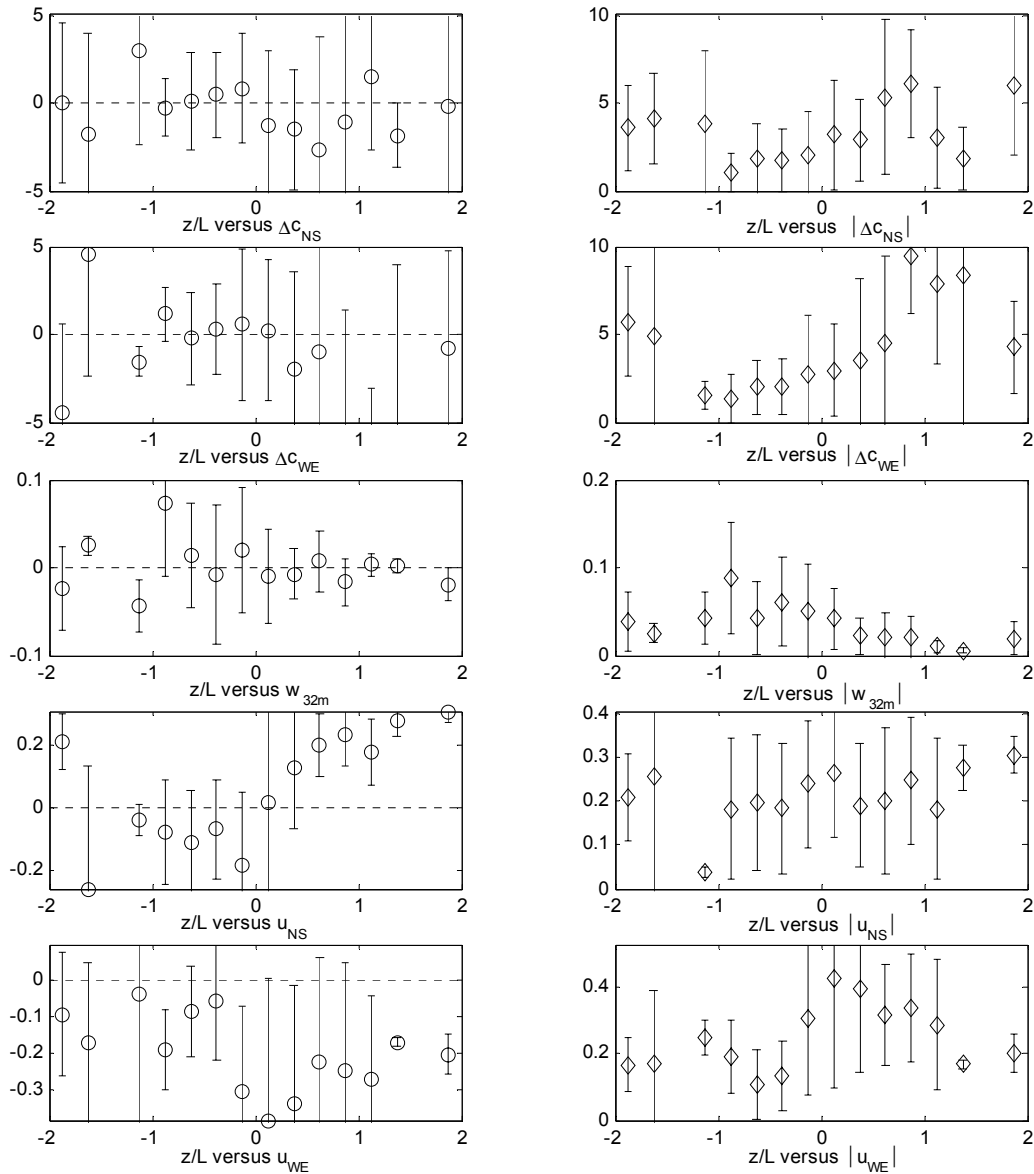 5
0
-5
-2 -1 0 1 2
z/L versus Δc_NS
10
5
0
-2 -1 0 1 2
z/L versus |Δc_NS|
5
0
-5
-2 -1 0 1 2
z/L versus Δc_WE
10
5
0
-2 -1 0 1 2
z/L versus |Δc_WE|
0.1
0
-0.1
-2 -1 0 1 2
z/L versus w_32m
0.2
0.1
0
-2 -1 0 1 2
z/L versus |w_32m|
0.2
0
-0.2
-2 -1 0 1 2
z/L versus u_NS
0.4
0.3
0.2
0.1
0
-2 -1 0 1 2
z/L versus |u_NS|
0
-0.1
-0.2
-0.3
-2 -1 0 1 2
z/L versus u_WE
0.4
0.2
0
-2 -1 0 1 2
z/L versus |u_WE|